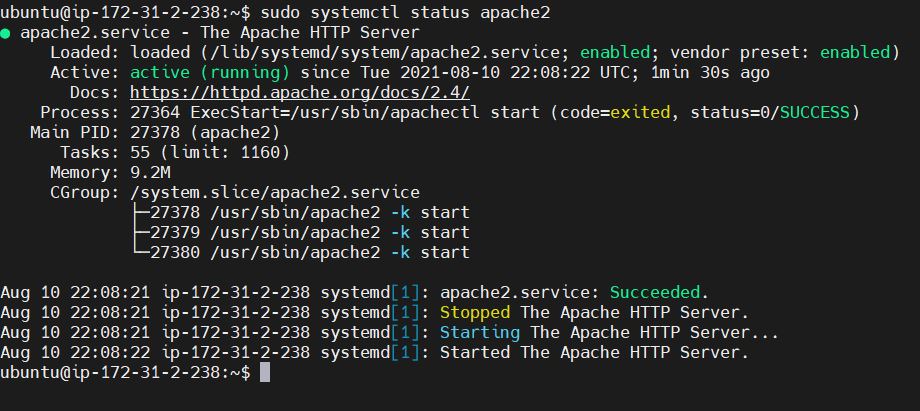 ubuntu@ip-172-31-2-238:~$ sudo systemctl status apache2
● apache2.service - The Apache HTTP Server
     Loaded: loaded (/lib/systemd/system/apache2.service; enabled; vendor preset: enabled)
     Active: active (running) since Tue 2021-08-10 22:08:22 UTC; 1min 30s ago
       Docs: https://httpd.apache.org/docs/2.4/
    Process: 27364 ExecStart=/usr/sbin/apachectl start (code=exited, status=0/SUCCESS)
   Main PID: 27378 (apache2)
      Tasks: 55 (limit: 1160)
     Memory: 9.2M
     CGroup: /system.slice/apache2.service
             ├─27378 /usr/sbin/apache2 -k start
             ├─27379 /usr/sbin/apache2 -k start
             └─27380 /usr/sbin/apache2 -k start

Aug 10 22:08:21 ip-172-31-2-238 systemd[1]: apache2.service: Succeeded.
Aug 10 22:08:21 ip-172-31-2-238 systemd[1]: Stopped The Apache HTTP Server.
Aug 10 22:08:21 ip-172-31-2-238 systemd[1]: Starting The Apache HTTP Server...
Aug 10 22:08:22 ip-172-31-2-238 systemd[1]: Started The Apache HTTP Server.
ubuntu@ip-172-31-2-238:~$